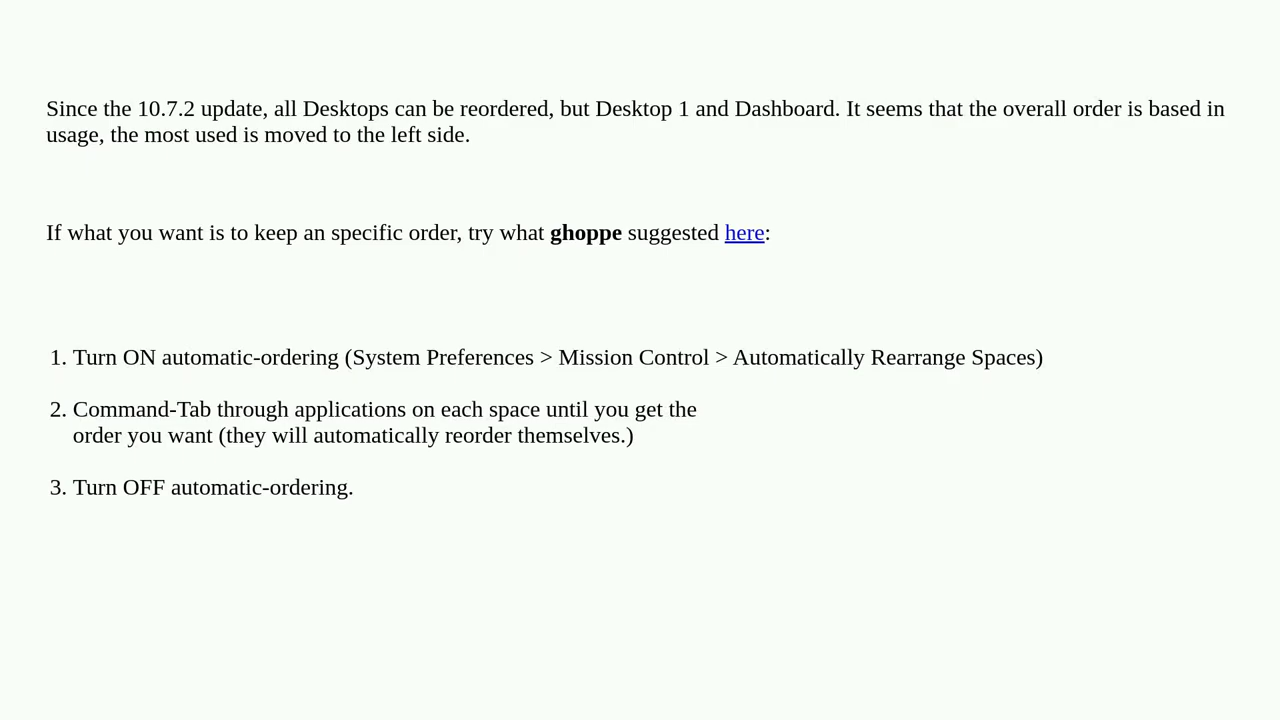 Since the 10.7.2 update, all Desktops can be reordered, but Desktop 1 and Dashboard. It seems that the overall order is based in
usage, the most used is moved to the left side.
If what you want is to keep an specific order, try what ghoppe suggested here:
1. Turn ON automatic-ordering (System Preferences > Mission Control > Automatically Rearrange Spaces)
2. Command-Tab through applications on each space until you get the
order you want (they will automatically reorder themselves.)
3. Turn OFF automatic-ordering.